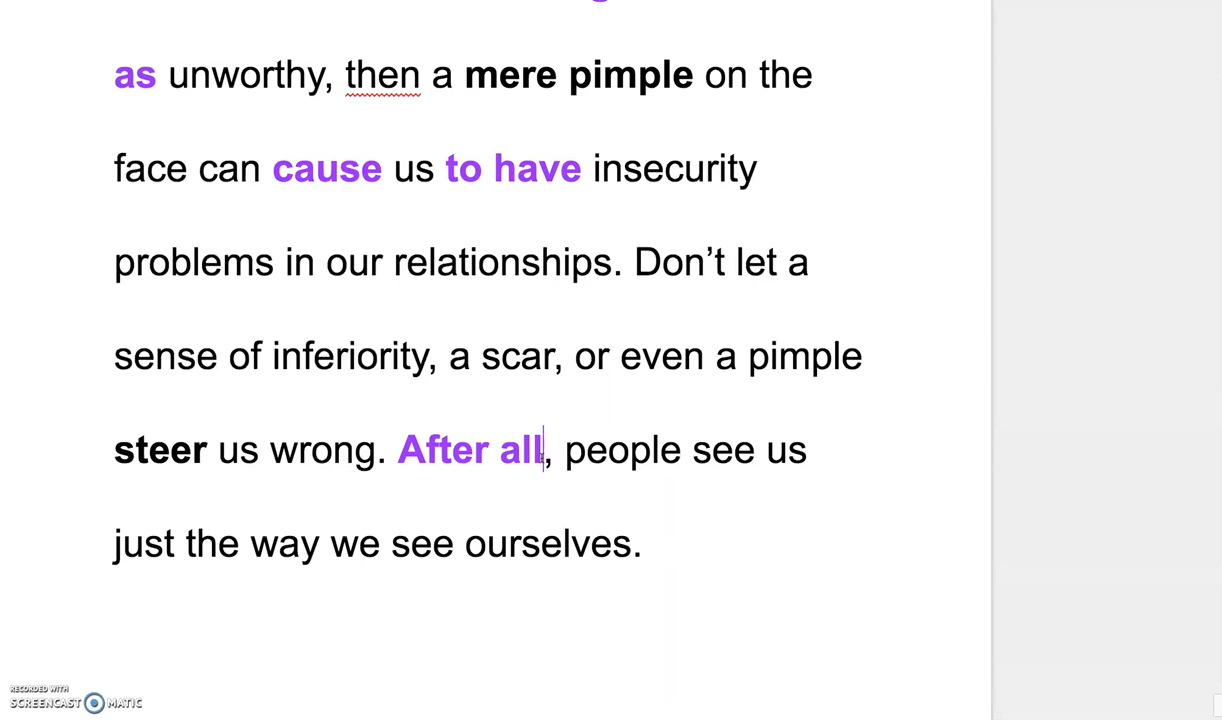 as unworthy, then a mere pimple on the
face can cause us to have insecurity
problems in our relationships. Don’t let a
sense of inferiority, a scar, or even a pimple
steer us wrong. After all, people see us
just the way we see ourselves.
RECORDED WITH
SCREENCAST MATIC